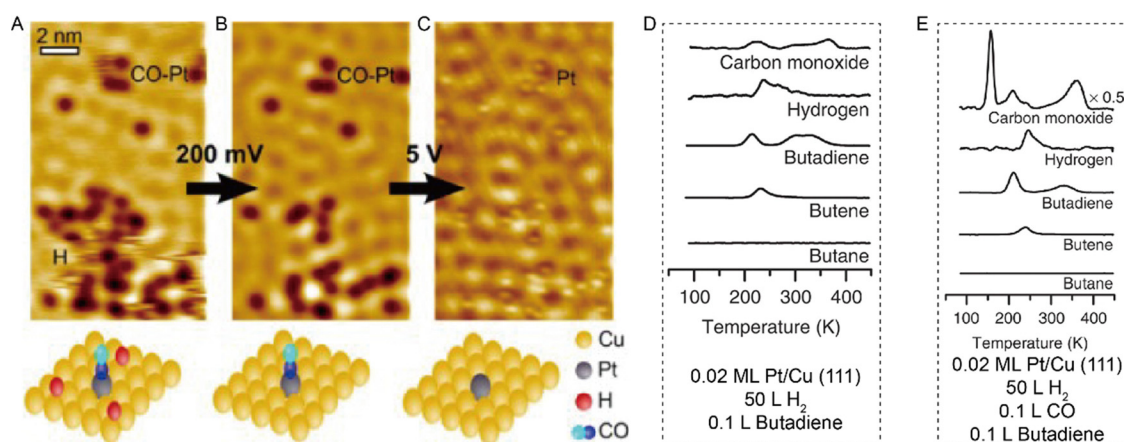 A
2 nm
CO-Pt
H
200 mV
B
CO-Pt
5 V
C
Pt
Cu
Pt
H
CO
D
Carbon monoxide
Hydrogen
Butadiene
Butene
Butane
100 200 300 400
Temperature (K)
0.02 ML Pt/Cu (111)
50 L H₂
0.1 L Butadiene
E
× 0.5
Carbon monoxide
Hydrogen
Butadiene
Butene
Butane
100 200 300 400
Temperature (K)
0.02 ML Pt/Cu (111)
50 L H₂
0.1 L CO
0.1 L Butadiene